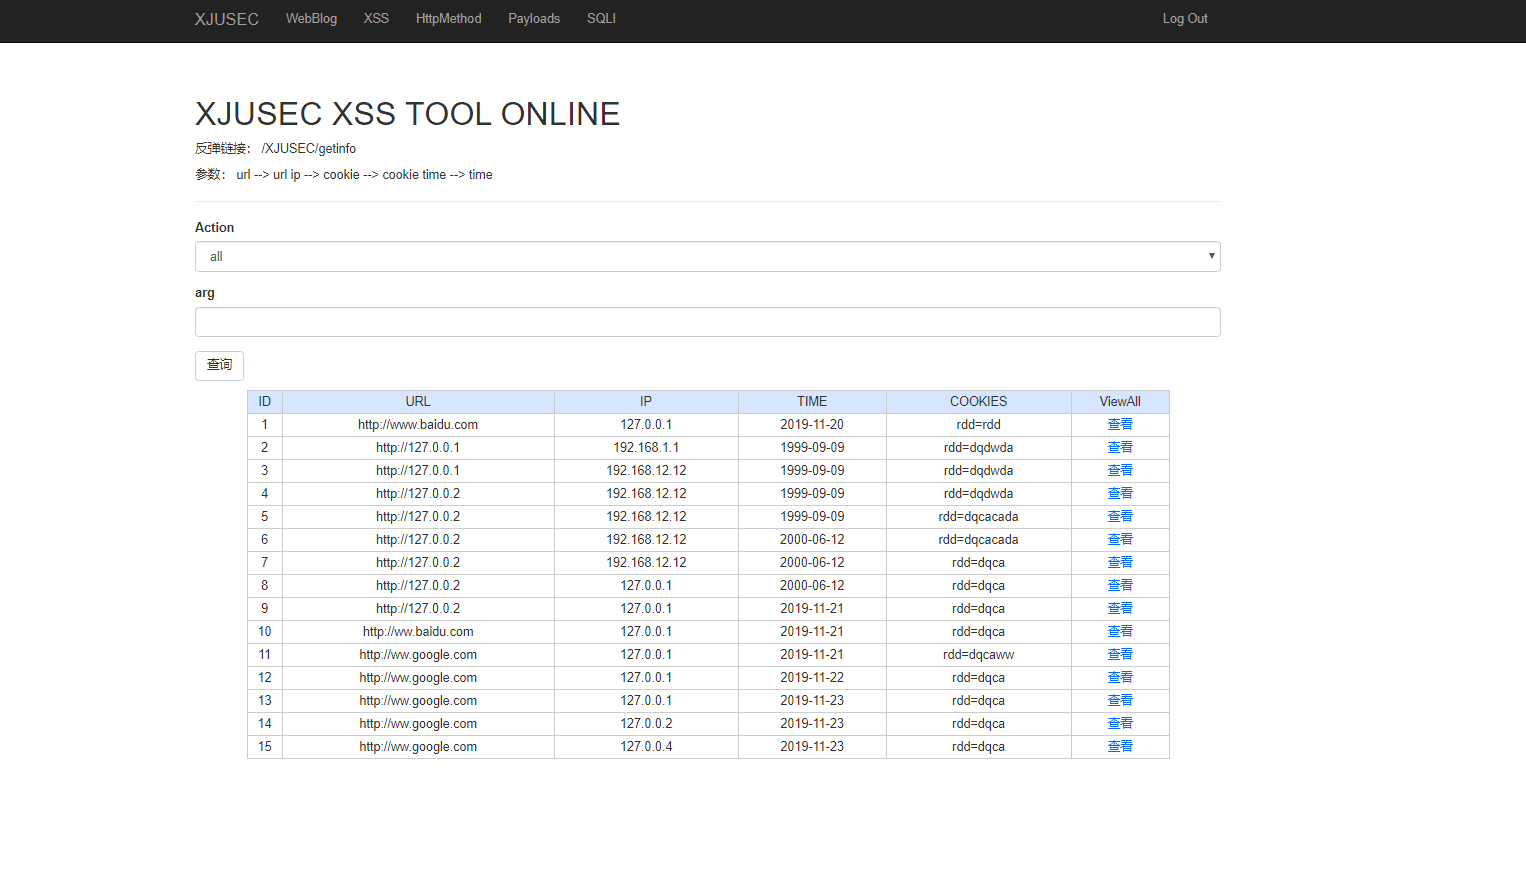 XJUSEC WebBlog XSS HttpMethod Payloads SQLI Log Out
XJUSEC XSS TOOL ONLINE
反弹链接： /XJUSEC/getinfo
参数： url --> url ip --> cookie --> cookie time --> time
Action
all
arg
查询
ID URL IP TIME COOKIES ViewAll
1 http://www.baidu.com 127.0.0.1 2019-11-20 rdd=rdd 查看
2 http://127.0.0.1 192.168.1.1 1999-09-09 rdd=dqdwda 查看
3 http://127.0.0.1 192.168.12.12 1999-09-09 rdd=dqdwda 查看
4 http://127.0.0.2 192.168.12.12 1999-09-09 rdd=dqdwda 查看
5 http://127.0.0.2 192.168.12.12 1999-09-09 rdd=dqcacada 查看
6 http://127.0.0.2 192.168.12.12 2000-06-12 rdd=dqcacada 查看
7 http://127.0.0.2 192.168.12.12 2000-06-12 rdd=dqca 查看
8 http://127.0.0.2 127.0.0.1 2000-06-12 rdd=dqca 查看
9 http://127.0.0.2 127.0.0.1 2019-11-21 rdd=dqca 查看
10 http://ww.baidu.com 127.0.0.1 2019-11-21 rdd=dqca 查看
11 http://ww.google.com 127.0.0.1 2019-11-21 rdd=dqcaww 查看
12 http://ww.google.com 127.0.0.1 2019-11-22 rdd=dqca 查看
13 http://ww.google.com 127.0.0.1 2019-11-23 rdd=dqca 查看
14 http://ww.google.com 127.0.0.2 2019-11-23 rdd=dqca 查看
15 http://ww.google.com 127.0.0.4 2019-11-23 rdd=dqca 查看